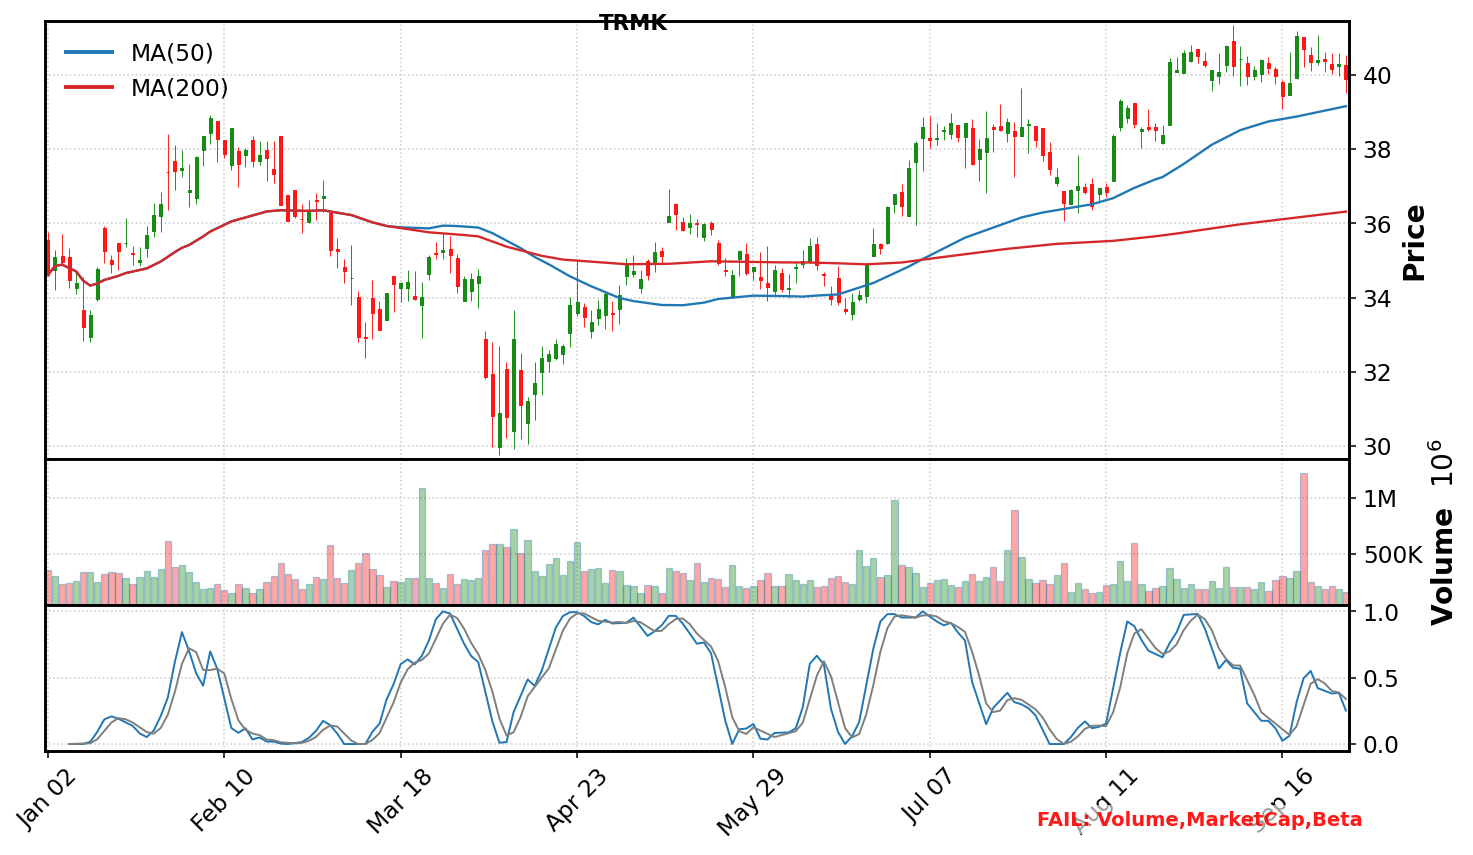 TRMK
MA(50)
MA(200)
40
38
36
34
32
30
Price
1M
500K
Volume 10^6
1.0
0.5
0.0
Jan 02
Feb 10
Mar 18
Apr 23
May 29
Jul 07
Aug 11
Sep 16
FAIL: Volume,MarketCap,Beta